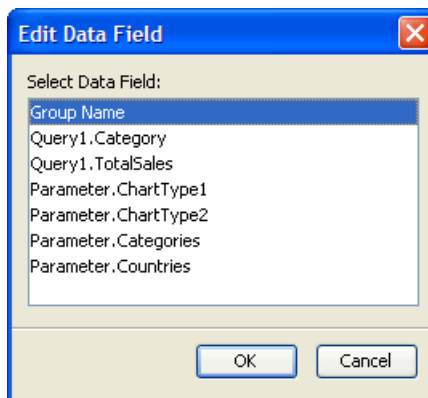 Edit Data Field
Select Data Field:
Group Name
Query1.Category
Query1.TotalSales
Parameter.ChartType1
Parameter.ChartType2
Parameter.Categories
Parameter.Countries
OK Cancel